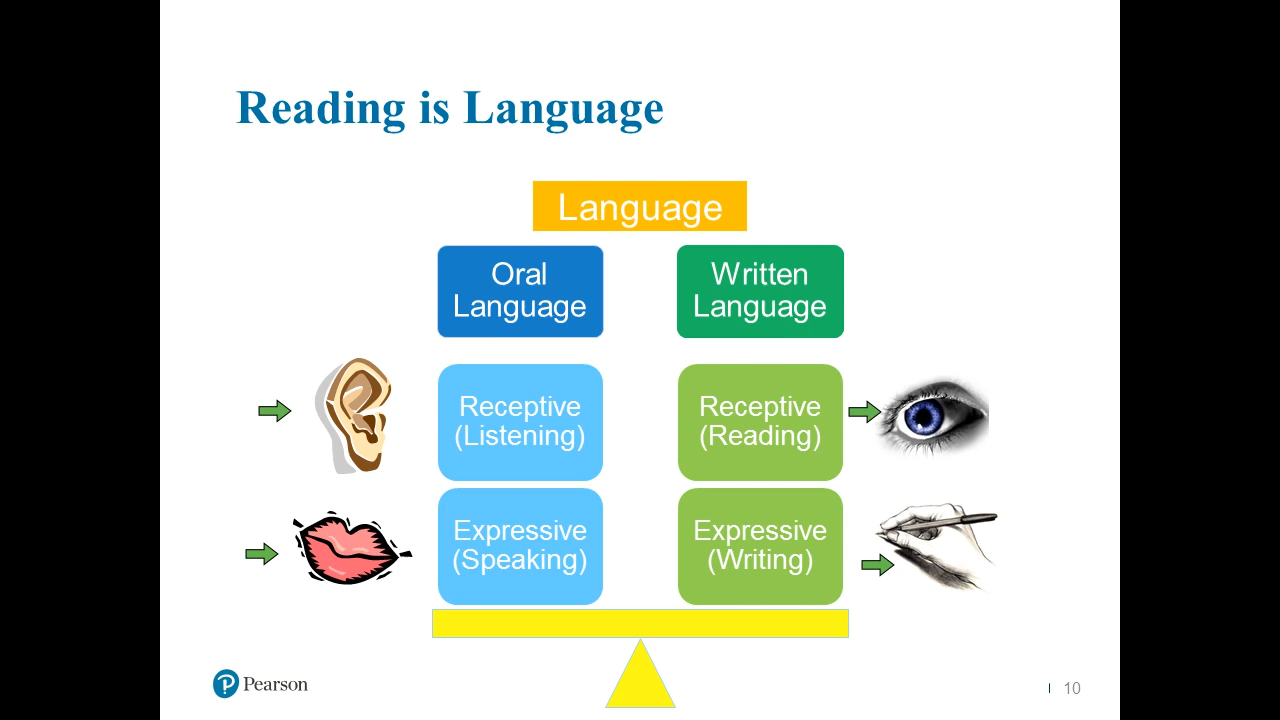 Reading is Language
Language
Oral
Language
Written
Language
Receptive
(Listening)
Receptive
(Reading)
Expressive
(Speaking)
Expressive
(Writing)
P Pearson
10